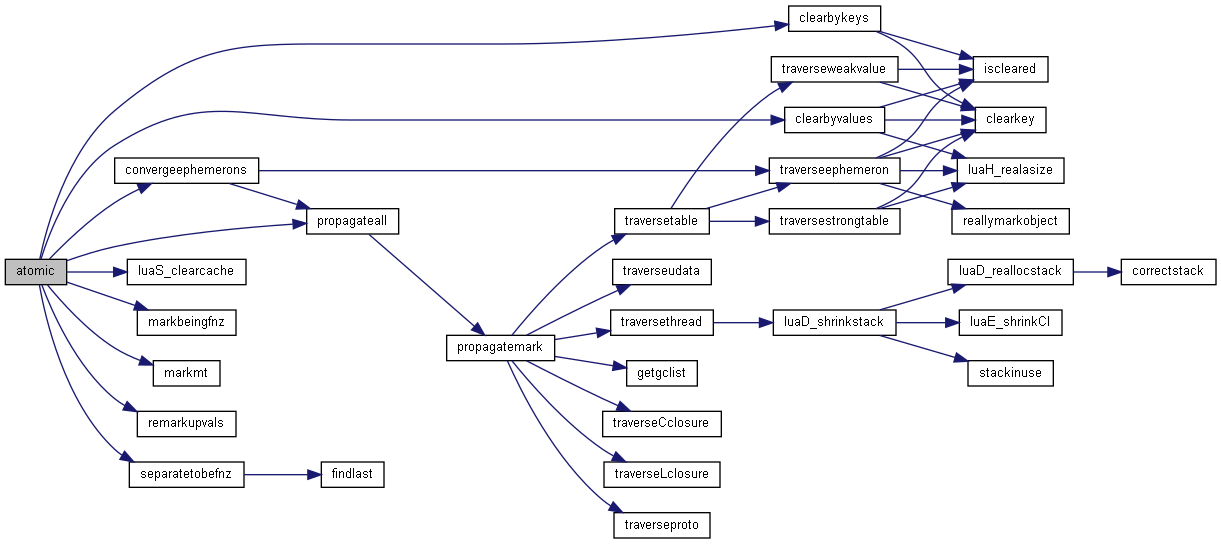 clearbykeys
traverseweakvalue
iscleared
clearbyvalues
clearkey
convergeephemerons
traverseephemeron
luaH_realasize
propagateall
traversetable
traversestrongtable
reallymarkobject
atomic
luaS_clearcache
traverseudata
luaD_reallocstack
correctstack
markbeingfnz
traversethread
luaD_shrinkstack
luaE_shrinkCI
propagatemark
markmt
getgclist
stackinuse
remarkupvals
traverseCclosure
separatetobefnz
findlast
traverseLclosure
traverseproto